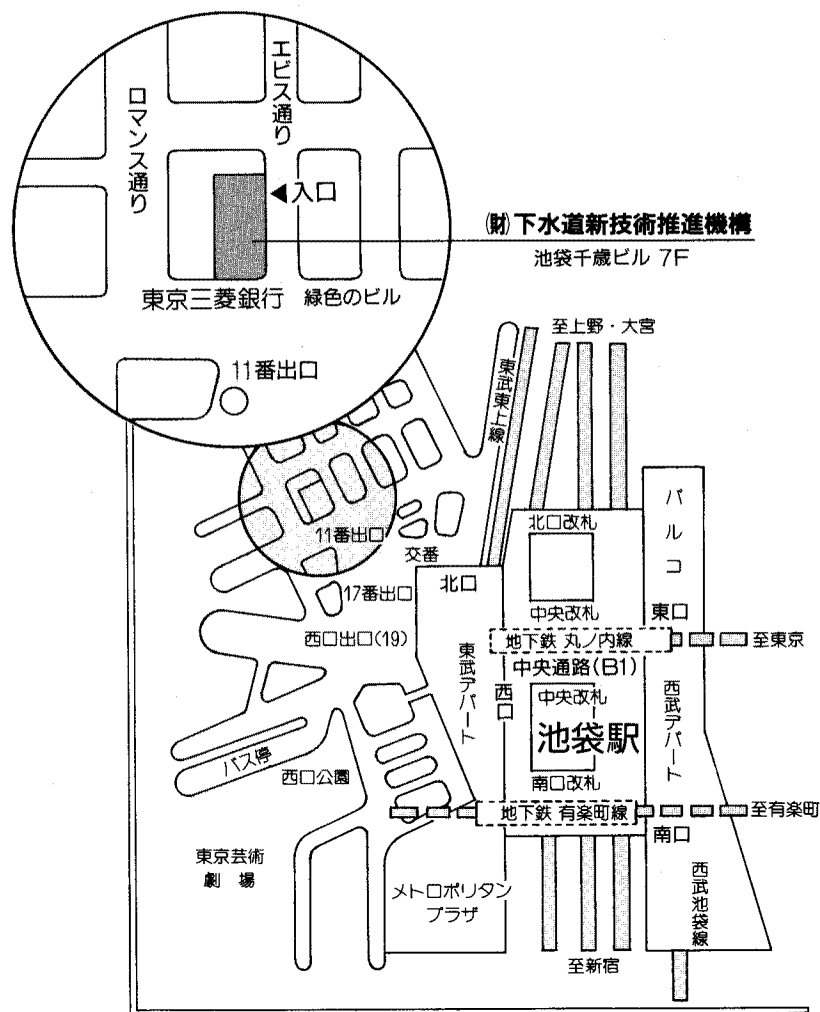 エビス通り
ロマンス通り
◀入口
(財)下水道新技術推進機構
池袋千歳ビル 7F
東京三菱銀行
緑色のビル
11番出口
至上野・大宮
東武東上線
パルコ
11番出口
北口改札
交番
北口
17番出口
中央改札
東口
西口出口(19)
地下鉄 丸ノ内線
至東京
東武デパート
西口
中央通路(B1)
中央改札
西武デパート
池袋駅
バス停
西口公園
南口改札
地下鉄 有楽町線
至有楽町
南口
東京芸術
劇場
メトロポリタン
プラザ
西武池袋線
至新宿